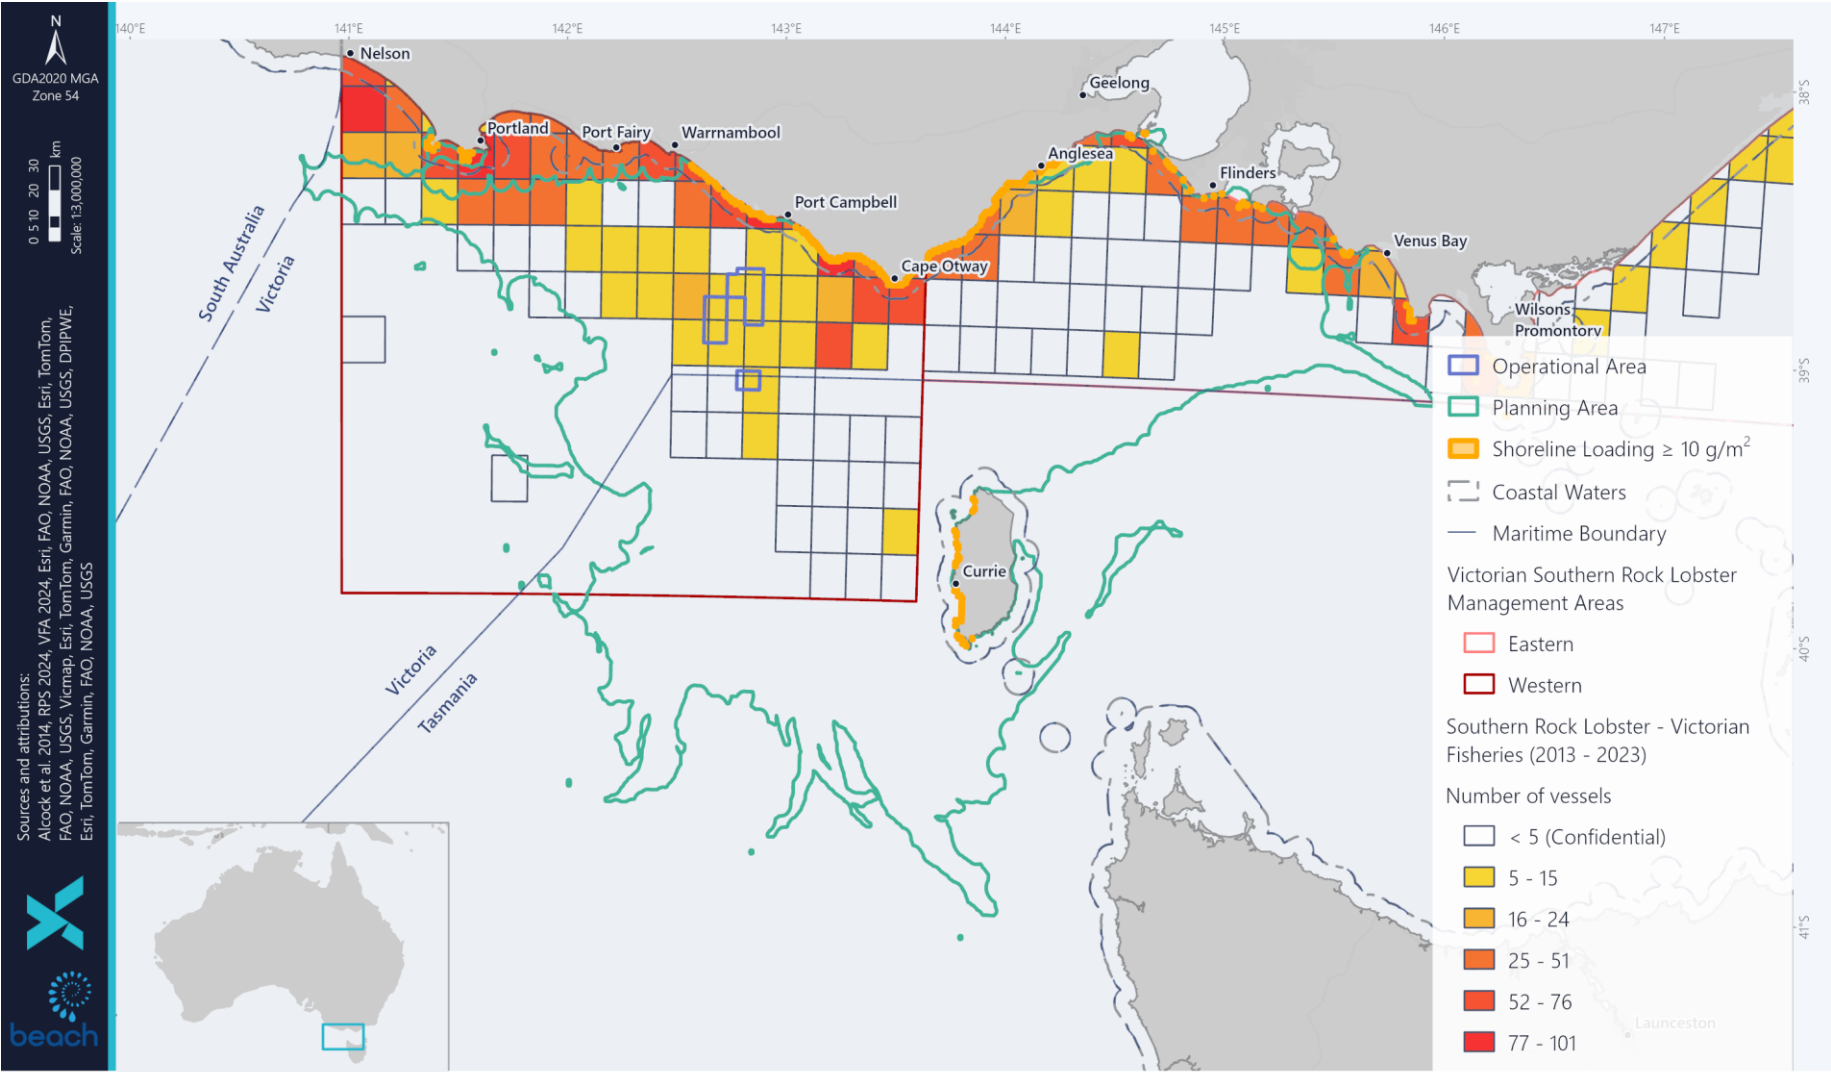 140°E
141°E
142°E
143°E
144°E
145°E
146°E
147°E
38°S
39°S
40°S
41°S
N
GDA2020 MGA
Zone 54
0 5 10 20 30
km
Scale: 1:3,000,000
Sources and attributions:
Alcock et al. 2014, RPS 2024, VFA 2024, Esri, FAO, NOAA, USGS, Esri, TomTom,
FAO, NOAA, USGS, Vicmap, Esri, TomTom, Garmin, FAO, NOAA, USGS, DPIPWE,
Esri, TomTom, Garmin, FAO, NOAA, USGS
beach
Nelson
Portland
Port Fairy
Warrnambool
Port Campbell
Cape Otway
Geelong
Anglesea
Flinders
Venus Bay
Wilsons
Promontory
Currie
Launceston
South Australia
Victoria
Victoria
Tasmania
Operational Area
Planning Area
Shoreline Loading ≥ 10 g/m²
Coastal Waters
Maritime Boundary
Victorian Southern Rock Lobster
Management Areas
Eastern
Western
Southern Rock Lobster - Victorian
Fisheries (2013 - 2023)
Number of vessels
< 5 (Confidential)
5 - 15
16 - 24
25 - 51
52 - 76
77 - 101